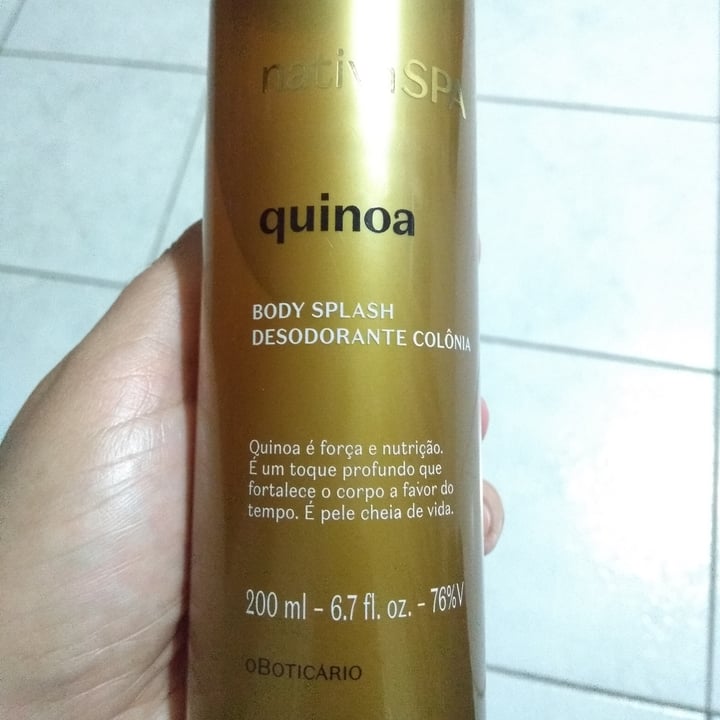 nativaSPA
quinoa
BODY SPLASH
DESODORANTE COLÔNIA
Quinoa é força e nutrição.
É um toque profundo que
fortalece o corpo a favor do
tempo. É pele cheia de vida.
200 ml - 6.7 fl. oz. - 76%V
oBOTICÁRIO